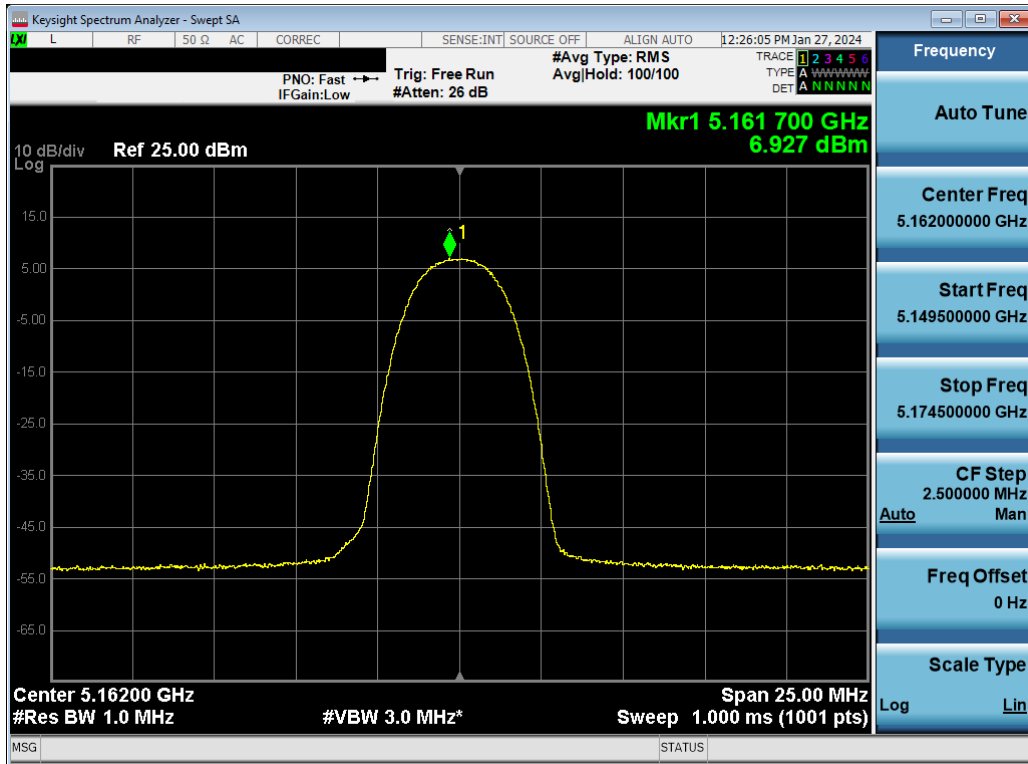 Keysight Spectrum Analyzer - Swept SA
LXI L RF 50 Ω AC CORREC SENSE:INT SOURCE OFF ALIGN AUTO 12:26:05 PM Jan 27, 2024
PNO: Fast
IFGain:Low
Trig: Free Run
#Atten: 26 dB
#Avg Type: RMS
Avg|Hold: 100/100
TRACE 1 2 3 4 5 6
TYPE A WWWWW
DET A N N N N N
Mkr1 5.161 700 GHz
6.927 dBm
10 dB/div Ref 25.00 dBm
Log
15.0
1
5.00
-5.00
-15.0
-25.0
-35.0
-45.0
-55.0
-65.0
Center 5.16200 GHz Span 25.00 MHz
#Res BW 1.0 MHz #VBW 3.0 MHz* Sweep 1.000 ms (1001 pts)
MSG STATUS
Frequency
Auto Tune
Center Freq
5.162000000 GHz
Start Freq
5.149500000 GHz
Stop Freq
5.174500000 GHz
CF Step
2.500000 MHz
Auto Man
Freq Offset
0 Hz
Scale Type
Log Lin